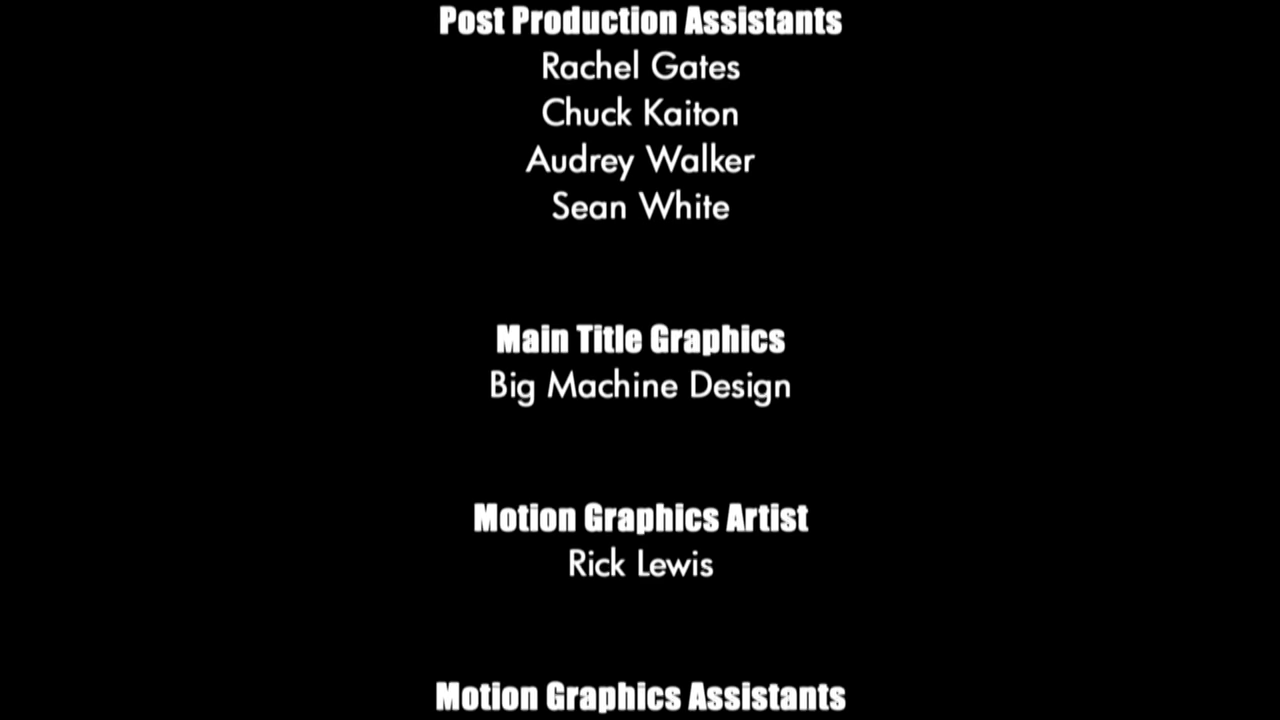 Post Production Assistants
Rachel Gates
Chuck Kaiton
Audrey Walker
Sean White
Main Title Graphics
Big Machine Design
Motion Graphics Artist
Rick Lewis
Motion Graphics Assistants